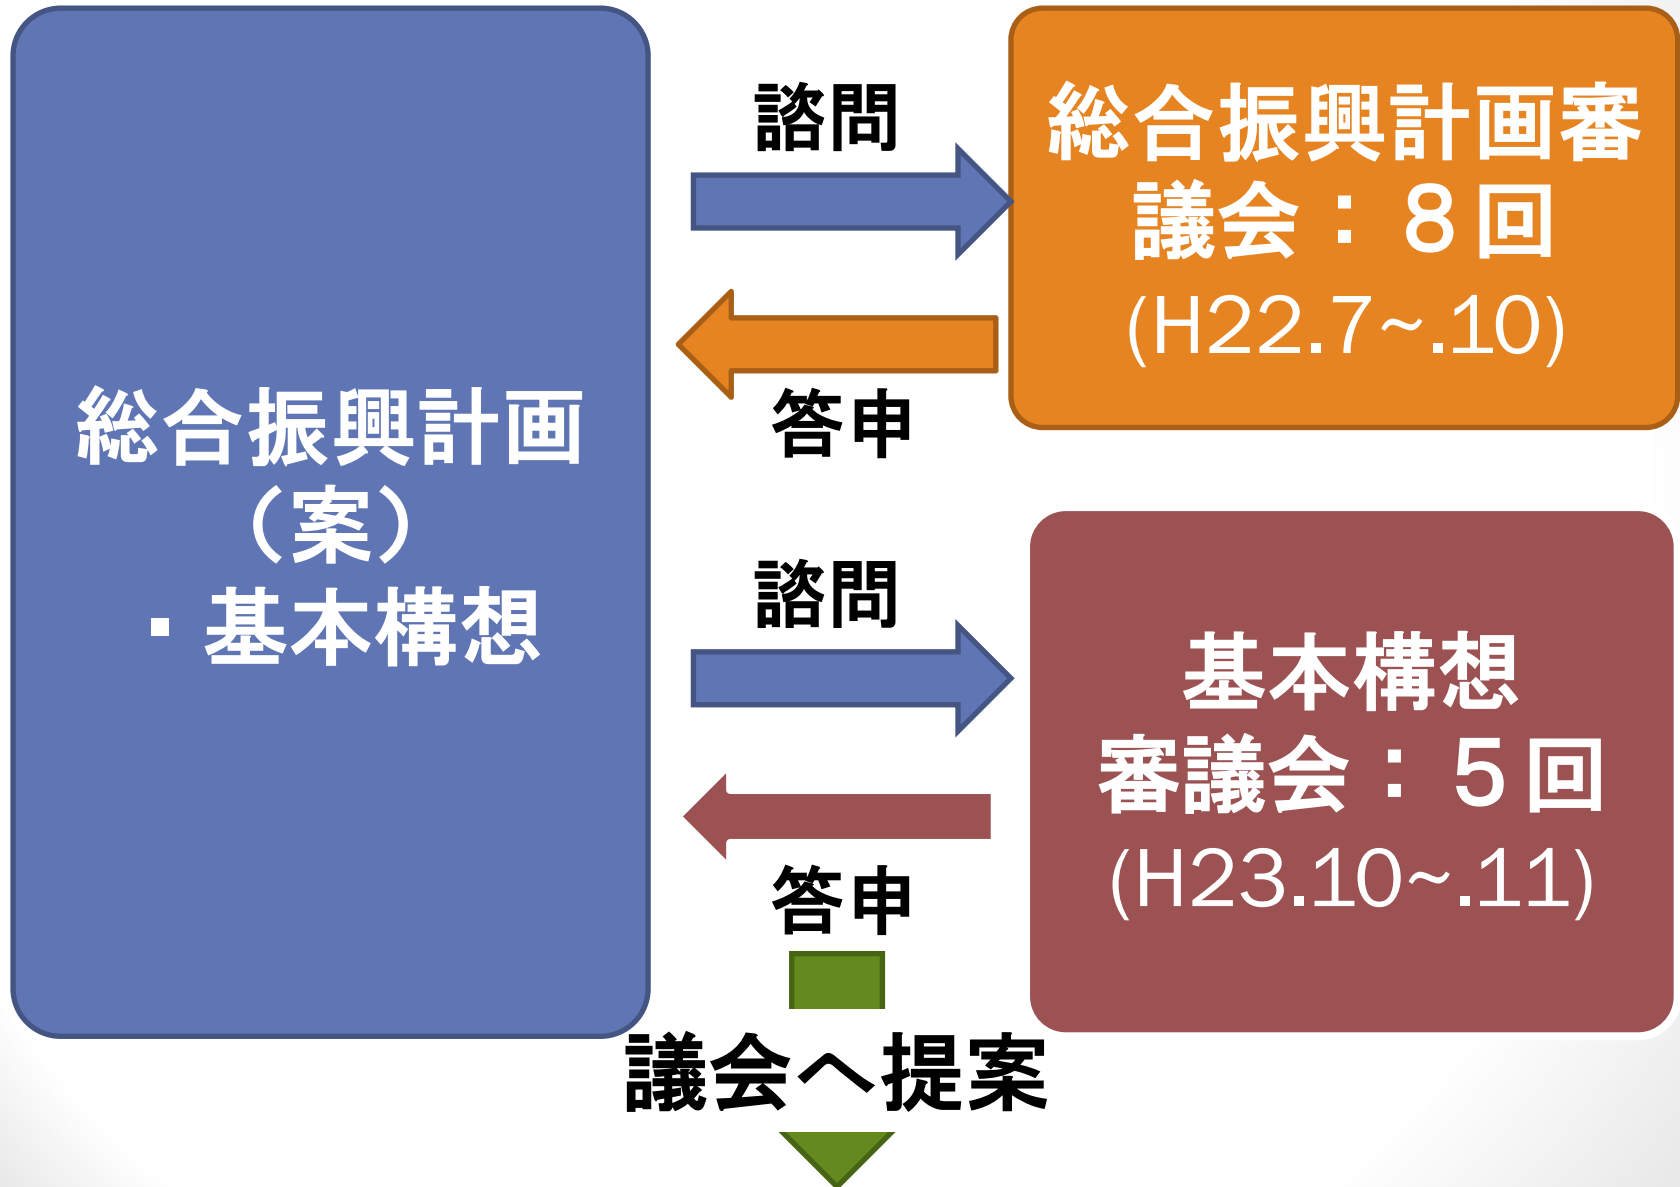 総合振興計画
（案）
▪ 基本構想
諮問
答申
総合振興計画審
議会：８回
(H22.7~.10)
諮問
答申
基本構想
審議会：５回
(H23.10~.11)
議会へ提案